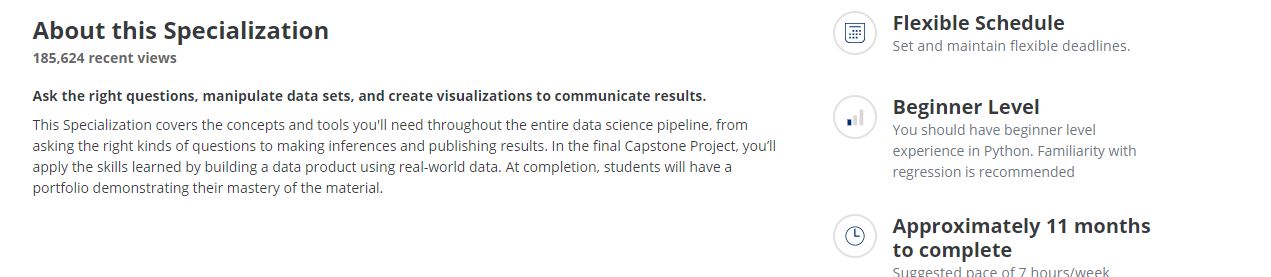 About this Specialization
185,624 recent views
Ask the right questions, manipulate data sets, and create visualizations to communicate results.
This Specialization covers the concepts and tools you'll need throughout the entire data science pipeline, from
asking the right kinds of questions to making inferences and publishing results. In the final Capstone Project, you’ll
apply the skills learned by building a data product using real-world data. At completion, students will have a
portfolio demonstrating their mastery of the material.
Flexible Schedule
Set and maintain flexible deadlines.
Beginner Level
You should have beginner level
experience in Python. Familiarity with
regression is recommended
Approximately 11 months
to complete
Suggested pace of 7 hours/week